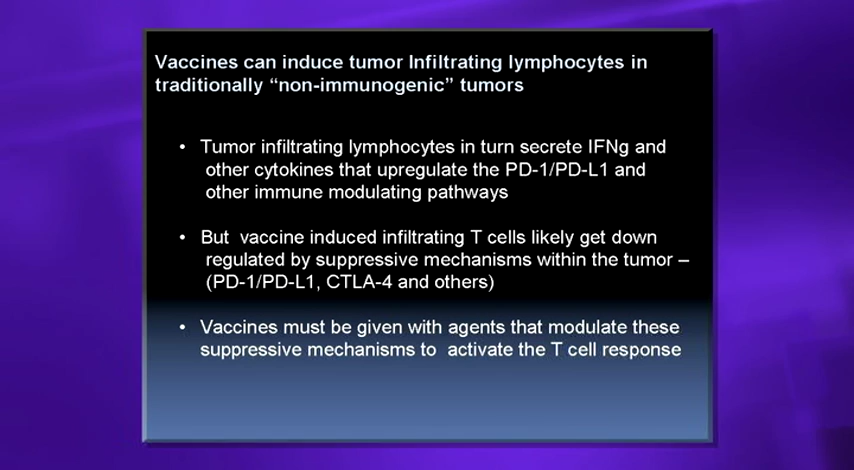 Vaccines can induce tumor Infiltrating lymphocytes in
traditionally “non-immunogenic” tumors
• Tumor infiltrating lymphocytes in turn secrete IFNg and
other cytokines that upregulate the PD-1/PD-L1 and
other immune modulating pathways
• But vaccine induced infiltrating T cells likely get down
regulated by suppressive mechanisms within the tumor –
(PD-1/PD-L1, CTLA-4 and others)
• Vaccines must be given with agents that modulate these
suppressive mechanisms to activate the T cell response